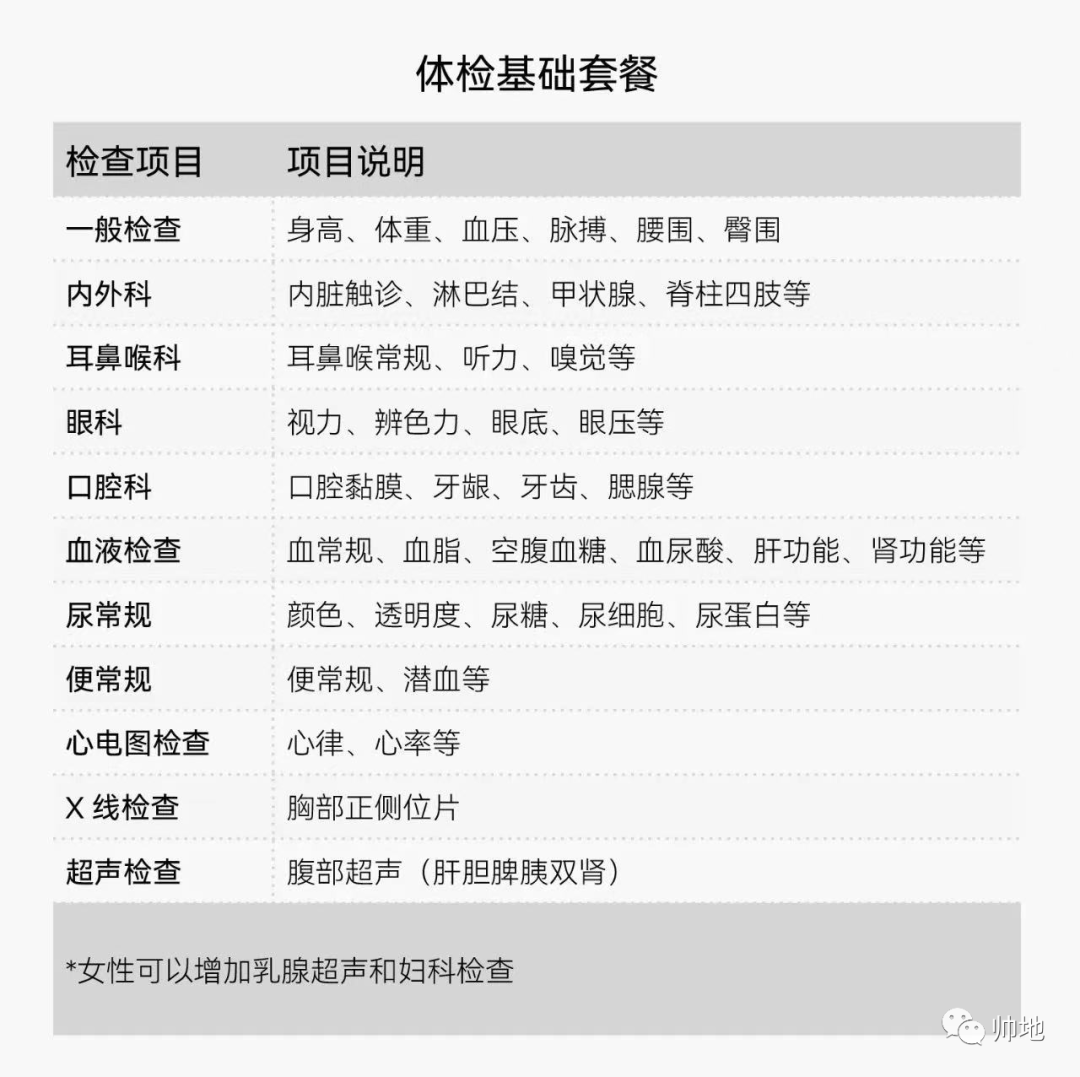 体检基础套餐
检查项目 项目说明
一般检查 身高、体重、血压、脉搏、腰围、臀围
内外科 内脏触诊、淋巴结、甲状腺、脊柱四肢等
耳鼻喉科 耳鼻喉常规、听力、嗅觉等
眼科 视力、辨色力、眼底、眼压等
口腔科 口腔黏膜、牙龈、牙齿、腮腺等
血液检查 血常规、血脂、空腹血糖、血尿酸、肝功能、肾功能等
尿常规 颜色、透明度、尿糖、尿细胞、尿蛋白等
便常规 便常规、潜血等
心电图检查 心律、心率等
X 线检查 胸部正侧位片
超声检查 腹部超声（肝胆脾胰双肾）
*女性可以增加乳腺超声和妇科检查
帅地